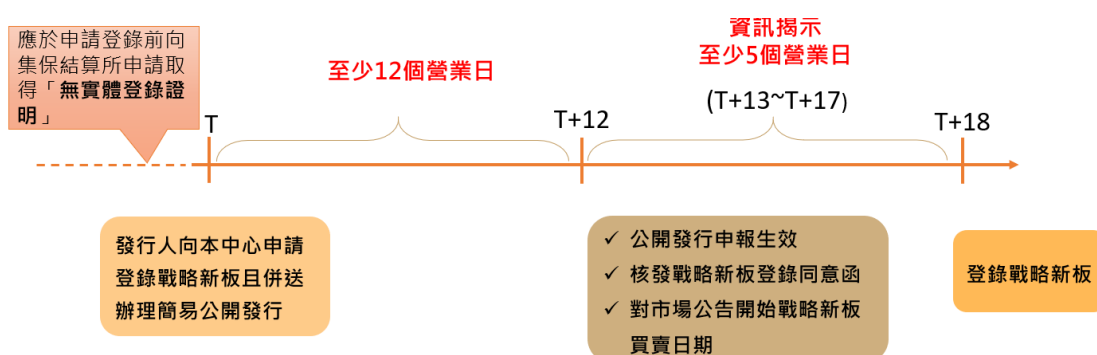 應於申請登錄前向
集保結算所申請取
得「無實體登錄證
明」
至少12個營業日
資訊揭示
至少5個營業日
(T+13~T+17)
T
T+12
T+18
發行人向本中心申請
登錄戰略新板且併送
辦理簡易公開發行
✓ 公開發行申報生效
✓ 核發戰略新板登錄同意函
✓ 對市場公告開始戰略新板
買賣日期
登錄戰略新板